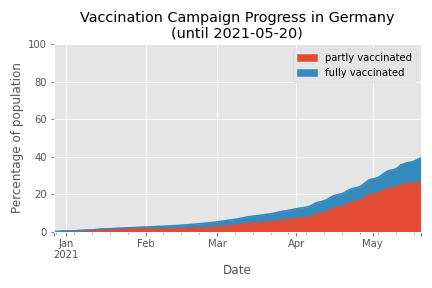 Vaccination Campaign Progress in Germany
(until 2021-05-20)
Percentage of population
100
80
60
40
20
0
partly vaccinated
fully vaccinated
Jan
2021
Feb
Mar
Apr
May
Date